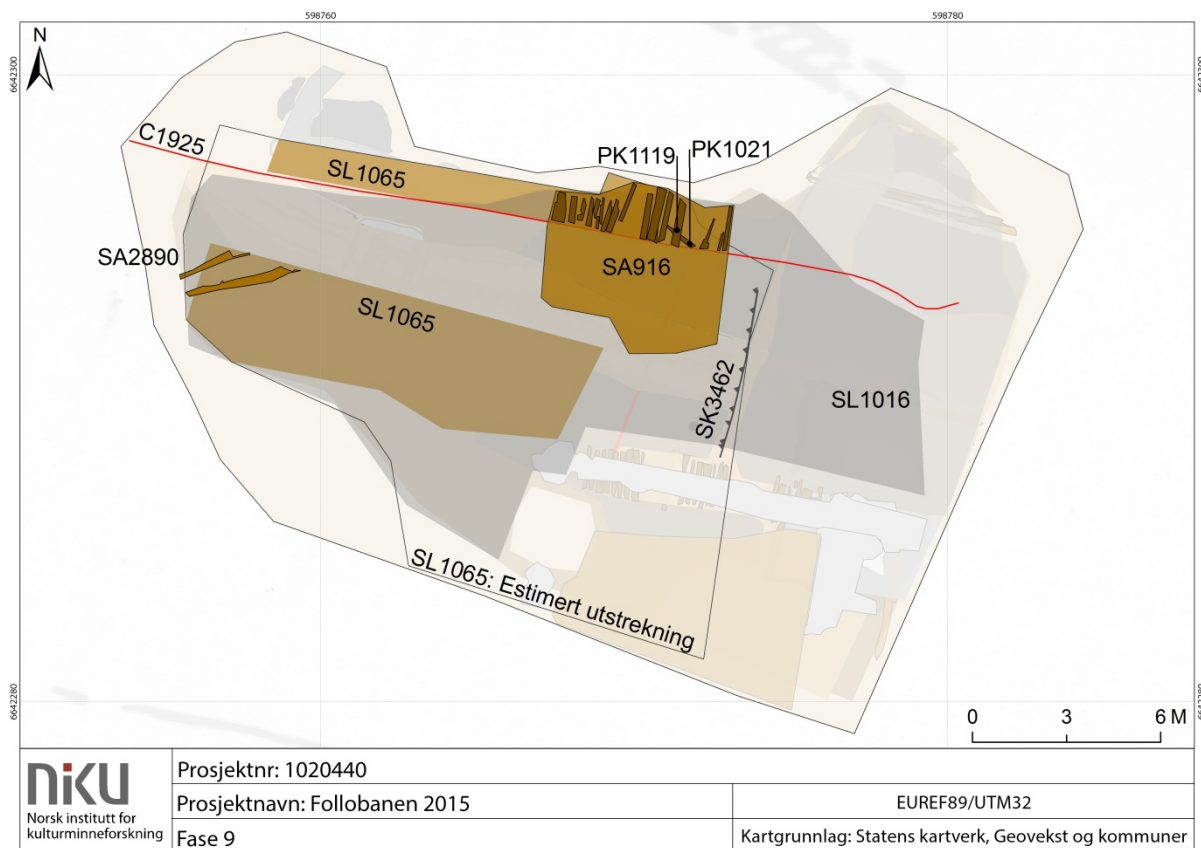 598760
598780
N
6642300
6642300
C1925
SL1065
PK1119
PK1021
SA2890
SA916
SL1065
SK3462
SL1016
SL1065: Estimert utstrekning
6642280
6642280
0 3 6 M
NIKU
Norsk institutt for
kulturminneforskning
Prosjektnr: 1020440
Prosjektnavn: Follobanen 2015
EUREF89/UTM32
Fase 9
Kartgrunnlag: Statens kartverk, Geovekst og kommuner